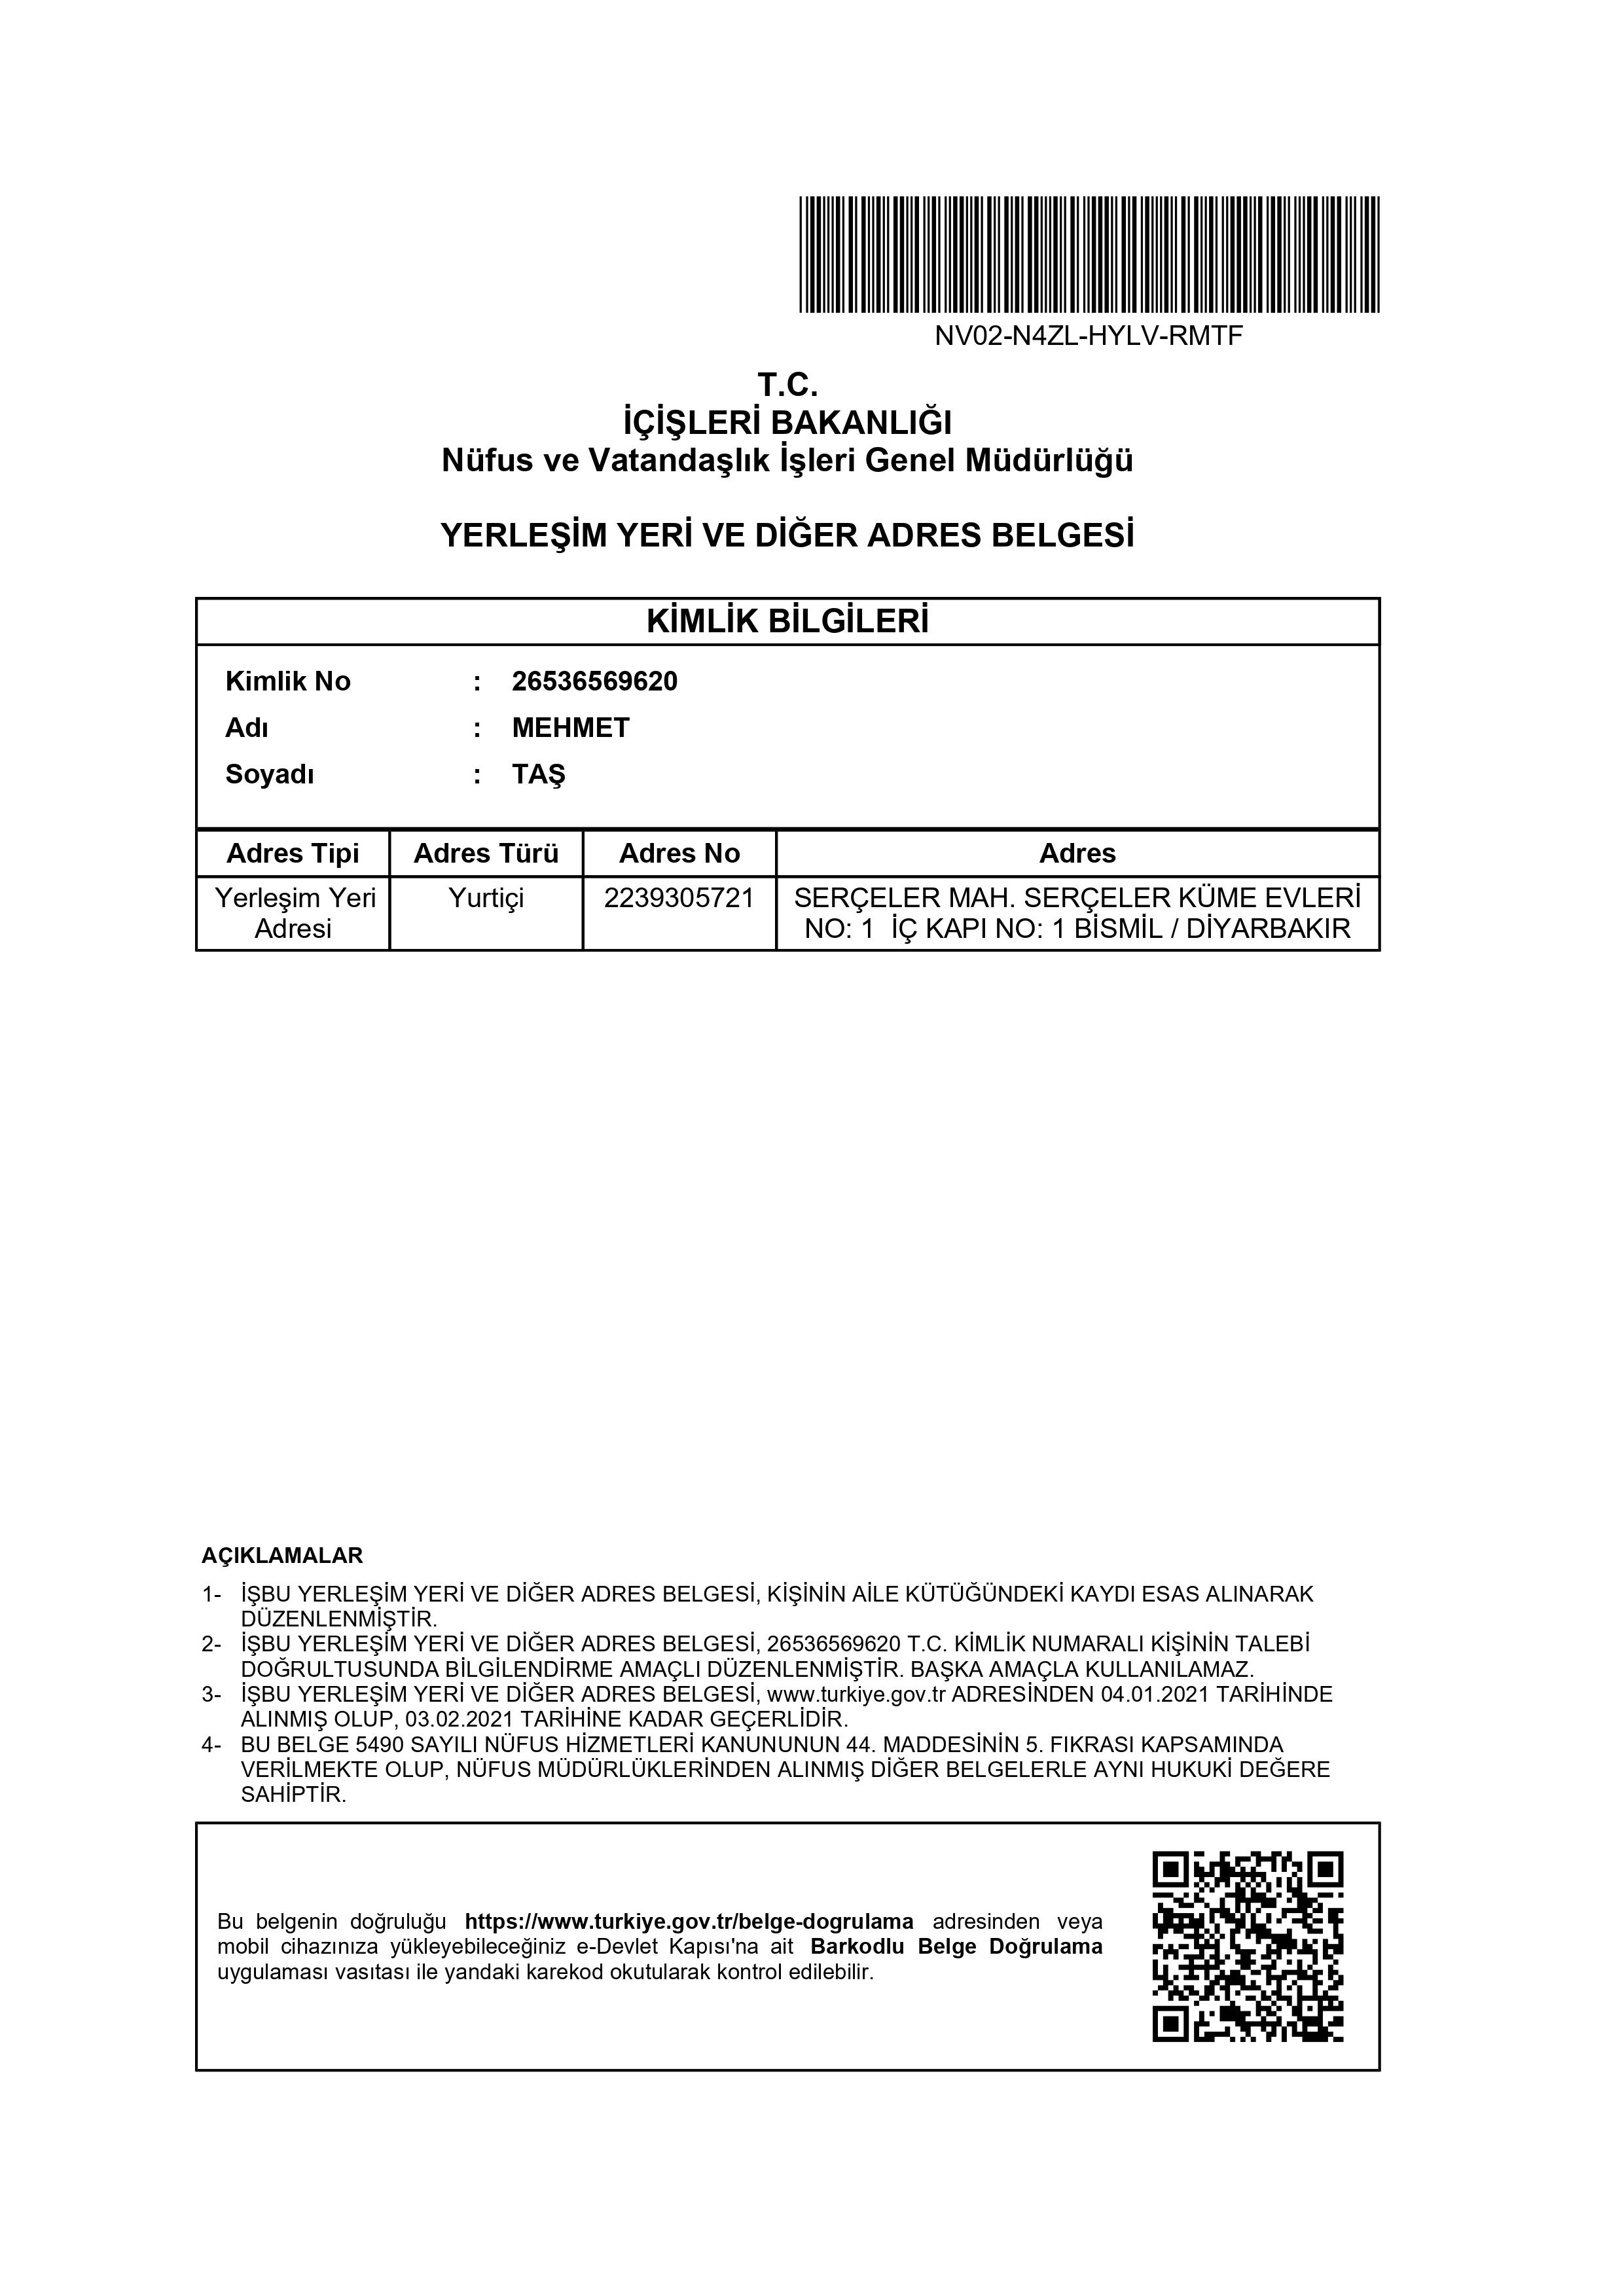 NV02-N4ZL-HYLV-RMTF
T.C.
İÇİŞLERİ BAKANLIĞI
Nüfus ve Vatandaşlık İşleri Genel Müdürlüğü
YERLEŞİM YERİ VE DİĞER ADRES BELGESİ
KİMLİK BİLGİLERİ
Kimlik No : 26536569620
Adı : MEHMET
Soyadı : TAŞ
Adres Tipi Adres Türü Adres No Adres
Yerleşim Yeri Yurtiçi 2239305721 SERÇELER MAH. SERÇELER KÜME EVLERİ
Adresi NO: 1 İÇ KAPI NO: 1 BİSMİL / DİYARBAKIR
AÇIKLAMALAR
1- İŞBU YERLEŞİM YERİ VE DİĞER ADRES BELGESİ, KİŞİNİN AİLE KÜTÜĞÜNDEKİ KAYDI ESAS ALINARAK
DÜZENLENMİŞTİR.
2- İŞBU YERLEŞİM YERİ VE DİĞER ADRES BELGESİ, 26536569620 T.C. KİMLİK NUMARALI KİŞİNİN TALEBİ
DOĞRULTUSUNDA BİLGİLENDİRME AMAÇLI DÜZENLENMİŞTİR. BAŞKA AMAÇLA KULLANILAMAZ.
3- İŞBU YERLEŞİM YERİ VE DİĞER ADRES BELGESİ, www.turkiye.gov.tr ADRESİNDEN 04.01.2021 TARİHİNDE
ALINMIŞ OLUP, 03.02.2021 TARİHİNE KADAR GEÇERLİDİR.
4- BU BELGE 5490 SAYILI NÜFUS HİZMETLERİ KANUNUNUN 44. MADDESİNİN 5. FIKRASI KAPSAMINDA
VERİLMEKTE OLUP, NÜFUS MÜDÜRLÜKLERİNDEN ALINMIŞ DİĞER BELGELERLE AYNI HUKUKİ DEĞERE
SAHİPTİR.
Bu belgenin doğruluğu https://www.turkiye.gov.tr/belge-dogrulama adresinden veya
mobil cihazınıza yükleyebileceğiniz e-Devlet Kapısı'na ait Barkodlu Belge Doğrulama
uygulaması vasıtası ile yandaki karekod okutularak kontrol edilebilir.